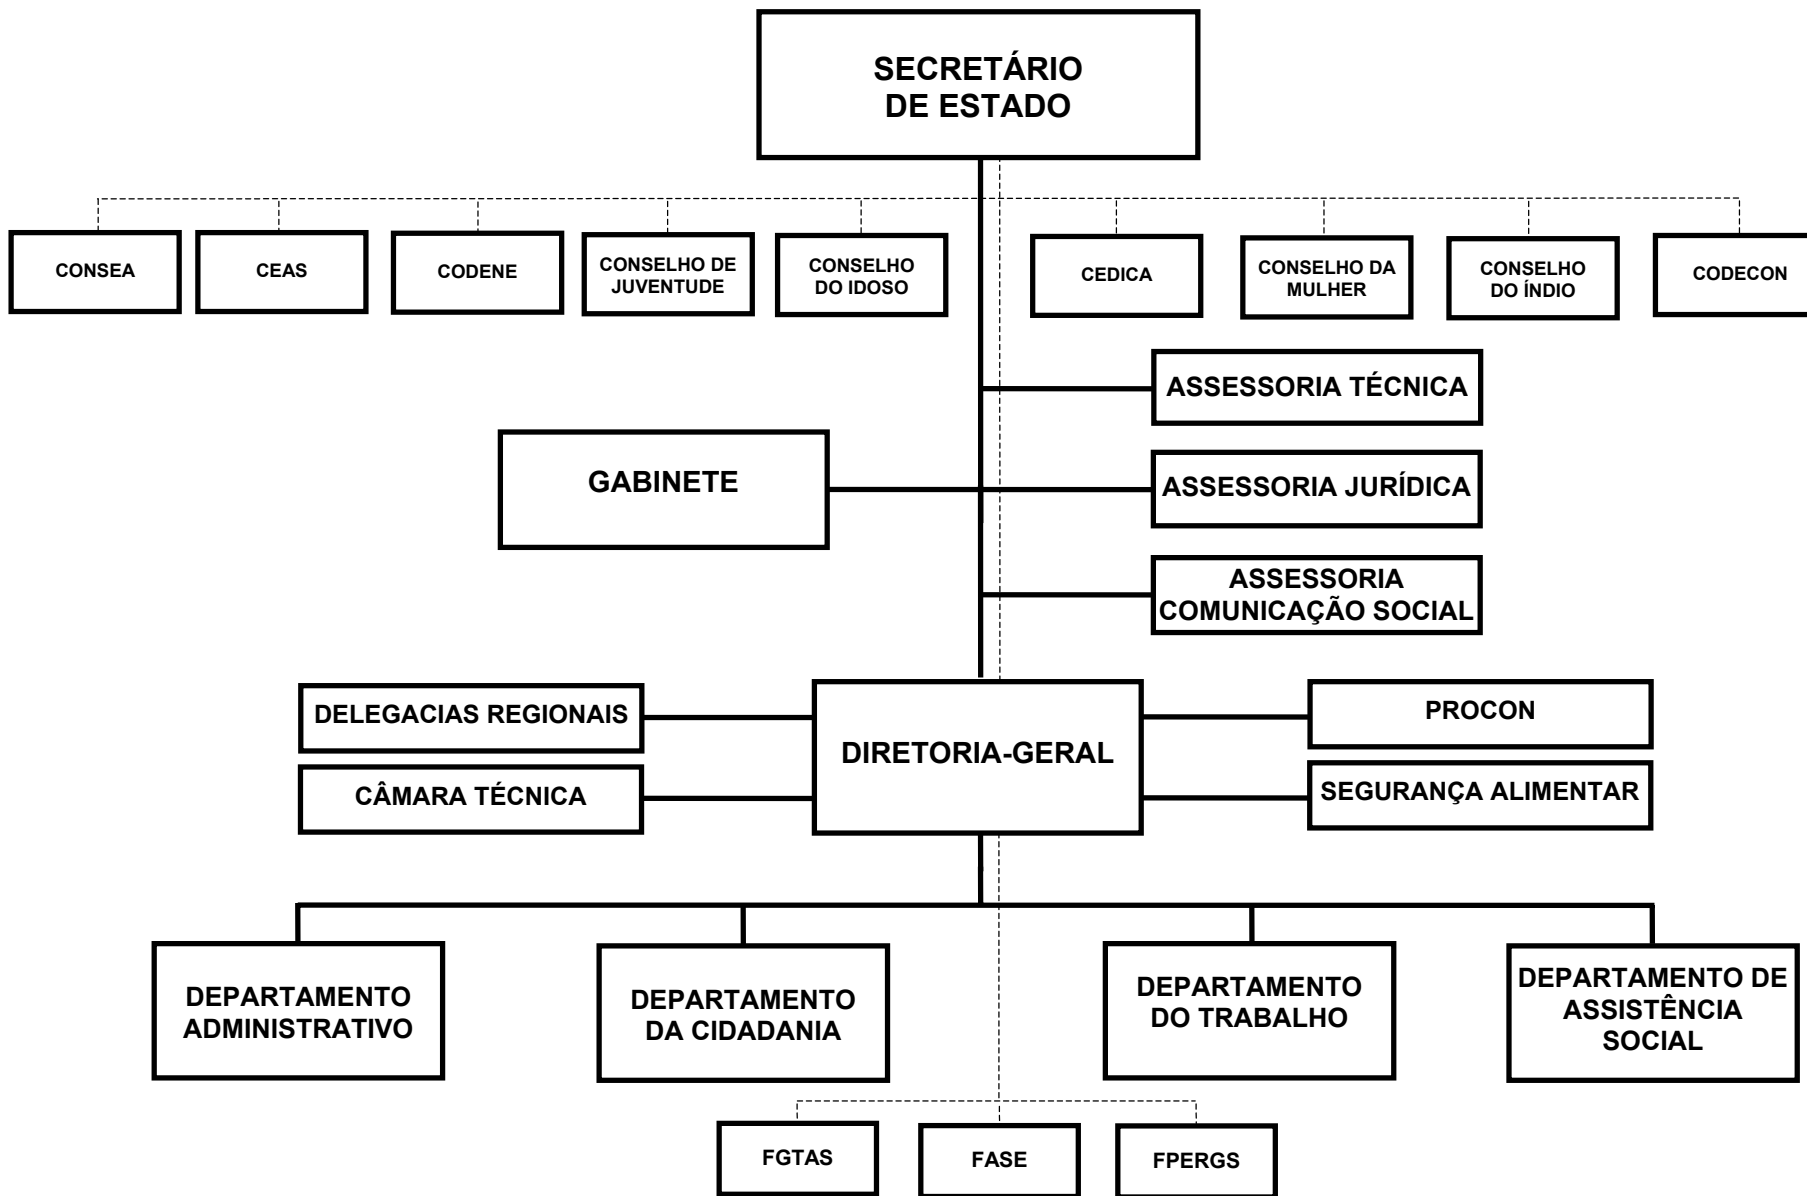 SECRETÁRIO
DE ESTADO
CONSEA
CEAS
CODENE
CONSELHO DE
JUVENTUDE
CONSELHO
DO IDOSO
CEDICA
CONSELHO DA
MULHER
CONSELHO
DO ÍNDIO
CODECON
ASSESSORIA TÉCNICA
GABINETE
ASSESSORIA JURÍDICA
ASSESSORIA
COMUNICAÇÃO SOCIAL
DELEGACIAS REGIONAIS
PROCON
DIRETORIA-GERAL
CÂMARA TÉCNICA
SEGURANÇA ALIMENTAR
DEPARTAMENTO
ADMINISTRATIVO
DEPARTAMENTO
DA CIDADANIA
DEPARTAMENTO
DO TRABALHO
DEPARTAMENTO DE
ASSISTÊNCIA
SOCIAL
FGTAS
FASE
FPERGS